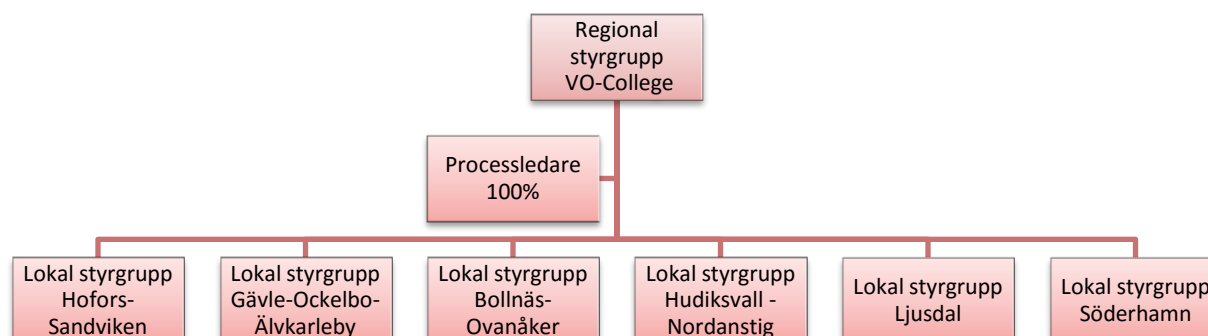 Regional
styrgrupp
VO-College
Processledare
100%
Lokal styrgrupp
Hofors-
Sandviken
Lokal styrgrupp
Gävle-Ockelbo-
Älvkarleby
Lokal styrgrupp
Bollnäs-
Ovanåker
Lokal styrgrupp
Hudiksvall -
Nordanstig
Lokal styrgrupp
Ljusdal
Lokal styrgrupp
Söderhamn